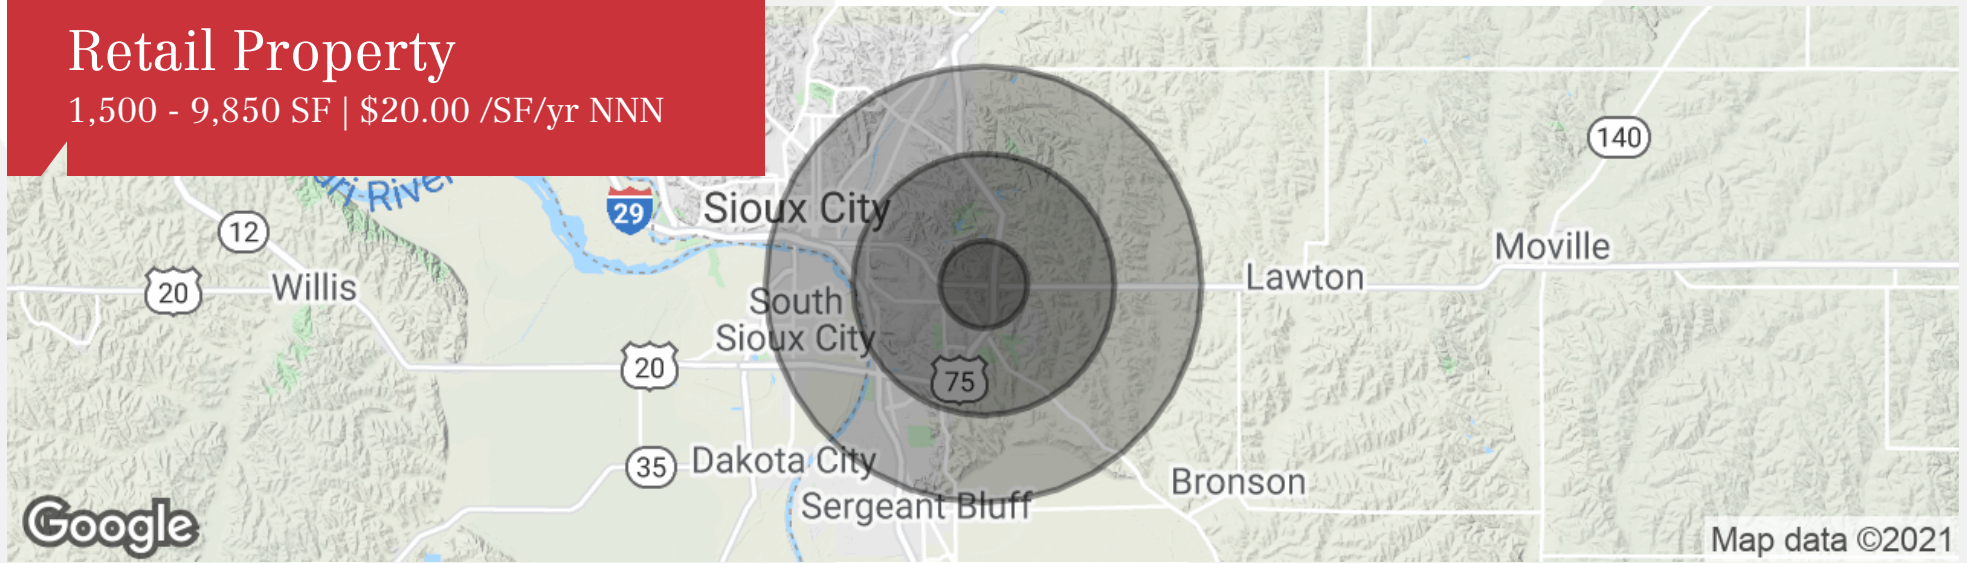 Retail Property
1,500 - 9,850 SF | $20.00 /SF/yr NNN
140
River
29
Sioux City
12
Moville
20
Willis
Lawton
South
Sioux City
20
75
35
Dakota City
Bronson
Sergeant Bluff
Google
Map data ©2021